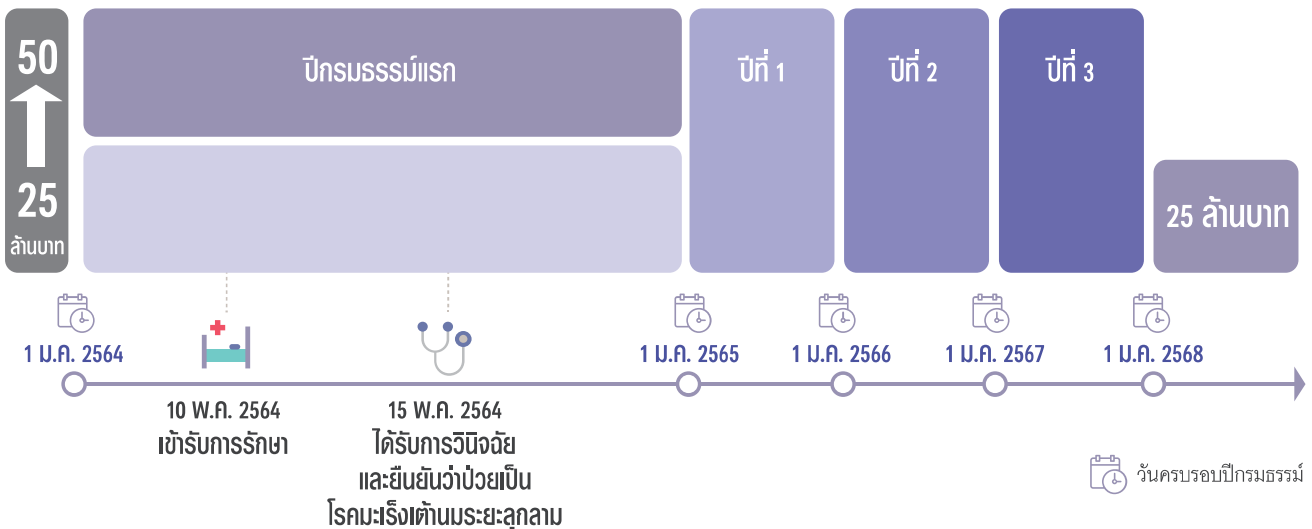 50
25
ล้านบาท
ปีกรมธรรม์แรก
ปีที่ 1
ปีที่ 2
ปีที่ 3
25 ล้านบาท
1 ม.ค. 2564
1 ม.ค. 2565
1 ม.ค. 2566
1 ม.ค. 2567
1 ม.ค. 2568
10 พ.ค. 2564
เข้ารับการรักษา
15 พ.ค. 2564
ได้รับการวินิจฉัย
และยืนยันว่าป่วยเป็น
โรคมะเร็งเต้านมระยะลุกลาม
วันครบรอบปีกรมธรรม์